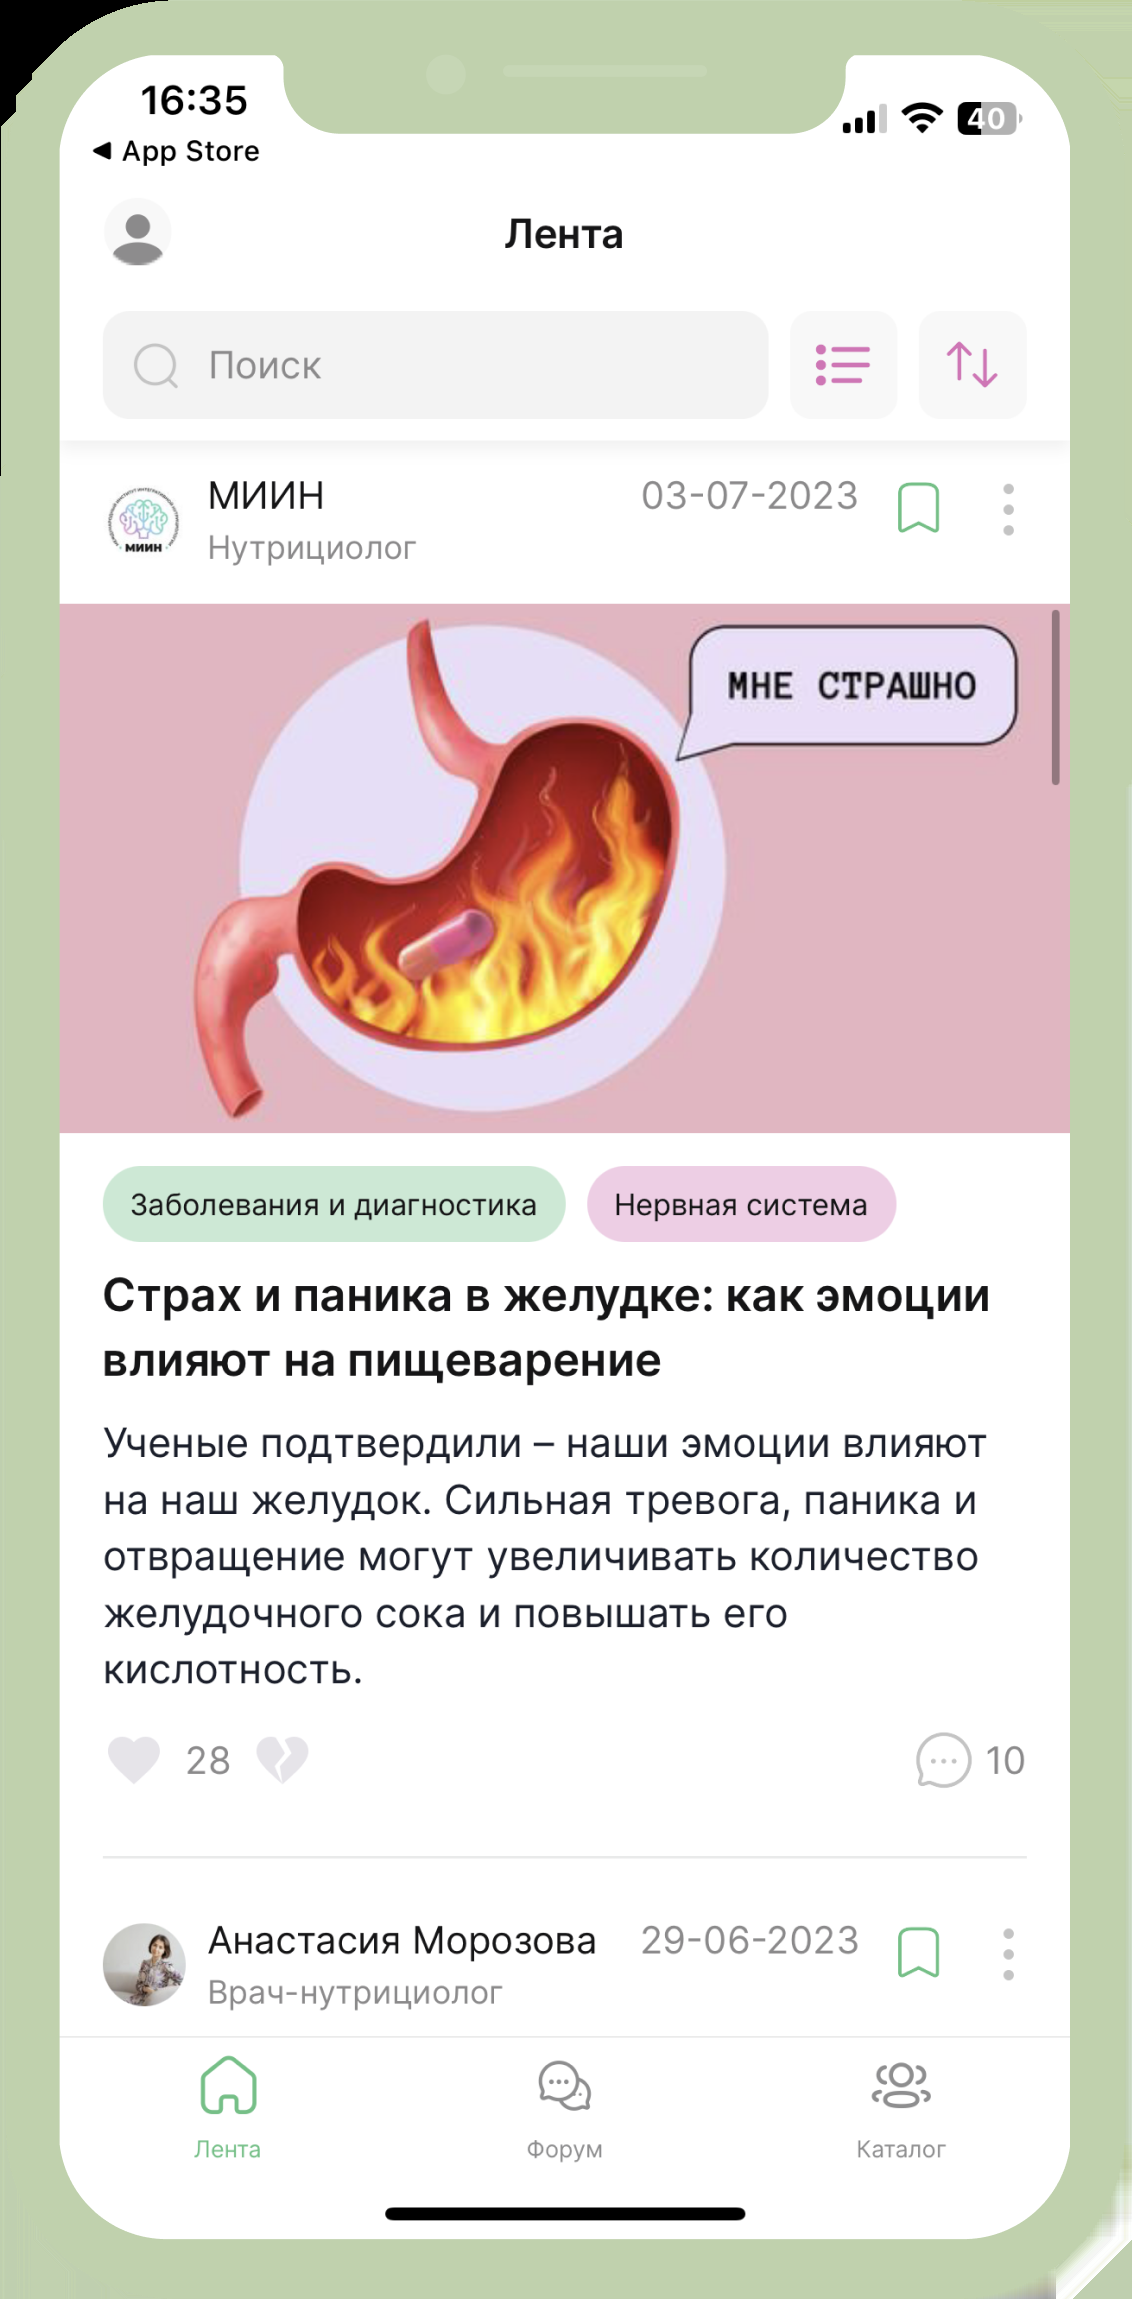 16:35
40
◀ App Store
Лента
Поиск
МИИН
03-07-2023
Нутрициолог
МИИН
МНЕ СТРАШНО
Заболевания и диагностика
Нервная система
Страх и паника в желудке: как эмоции
влияют на пищеварение
Ученые подтвердили – наши эмоции влияют
на наш желудок. Сильная тревога, паника и
отвращение могут увеличивать количество
желудочного сока и повышать его
кислотность.
28
10
Анастасия Морозова
29-06-2023
Врач-нутрициолог
Лента
Форум
Каталог